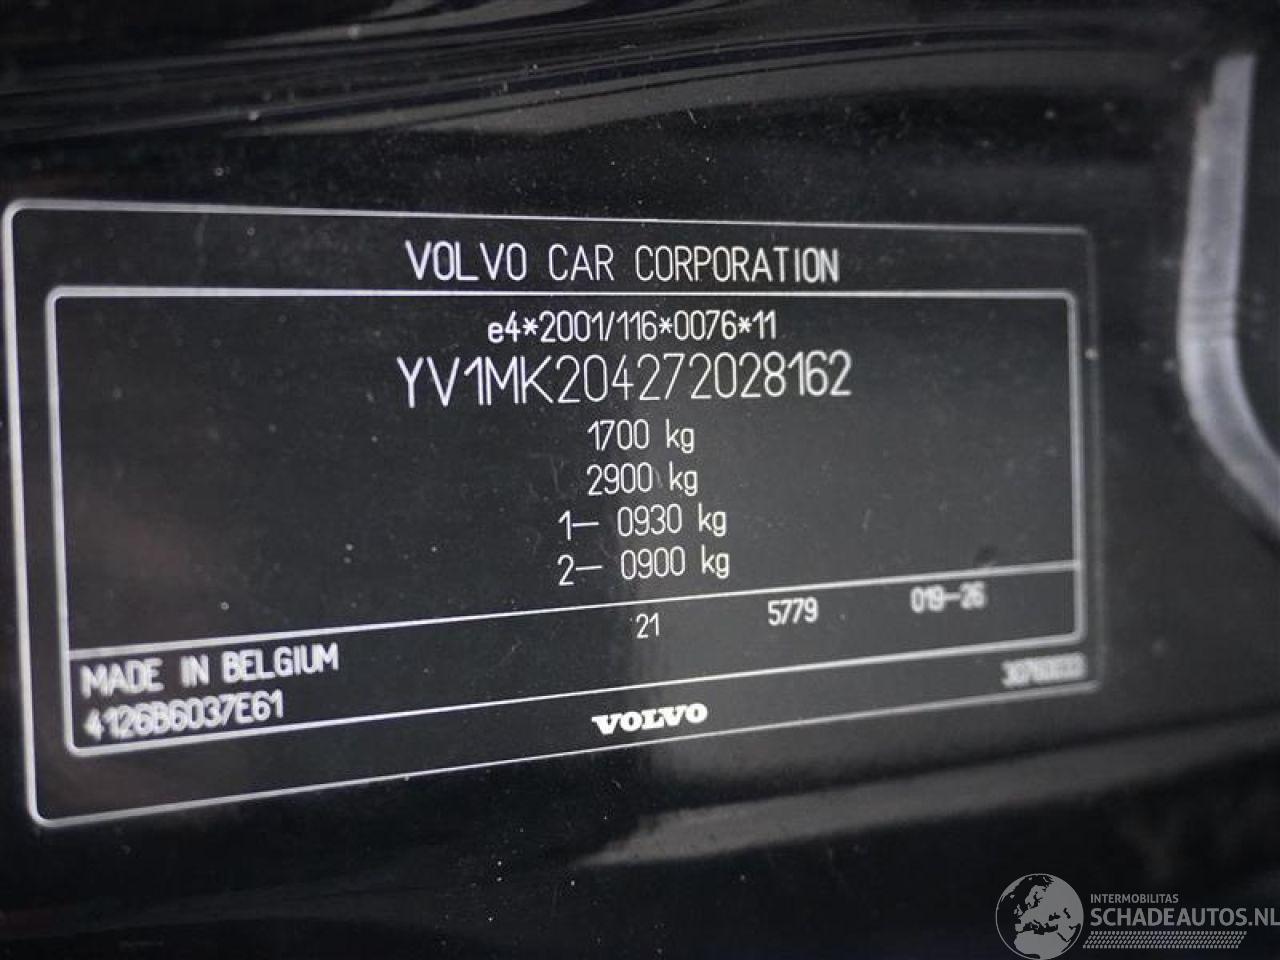 VOLVO CAR CORPORATION
e4*2001/116*0076*11
YV1MK204272028162
1700 kg
2900 kg
1– 0930 kg
2– 0900 kg
21 5779 019–26
MADE IN BELGIUM
4126B6037E61
VOLVO
INTERMOBILITAS
SCHADEAUTOS.NL